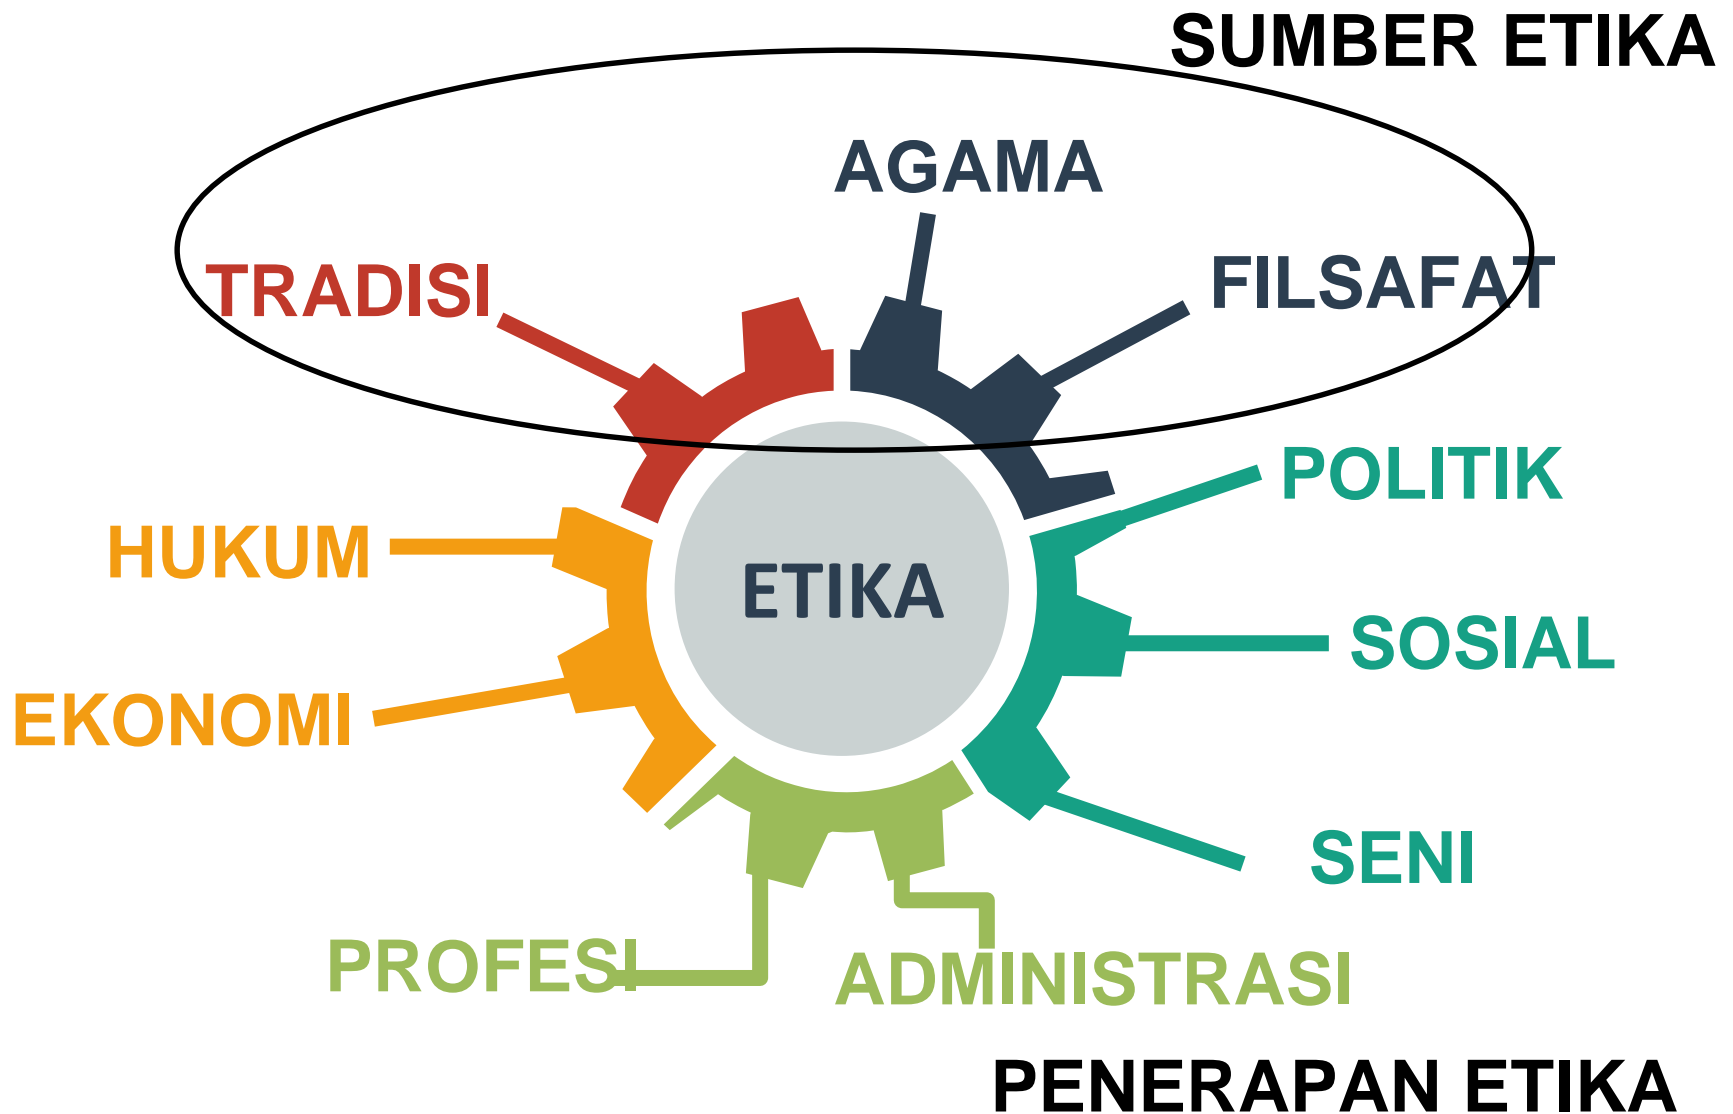 SUMBER ETIKA
AGAMA
TRADISI
FILSAFAT
POLITIK
HUKUM
ETIKA
SOSIAL
EKONOMI
SENI
PROFESI
ADMINISTRASI
PENERAPAN ETIKA